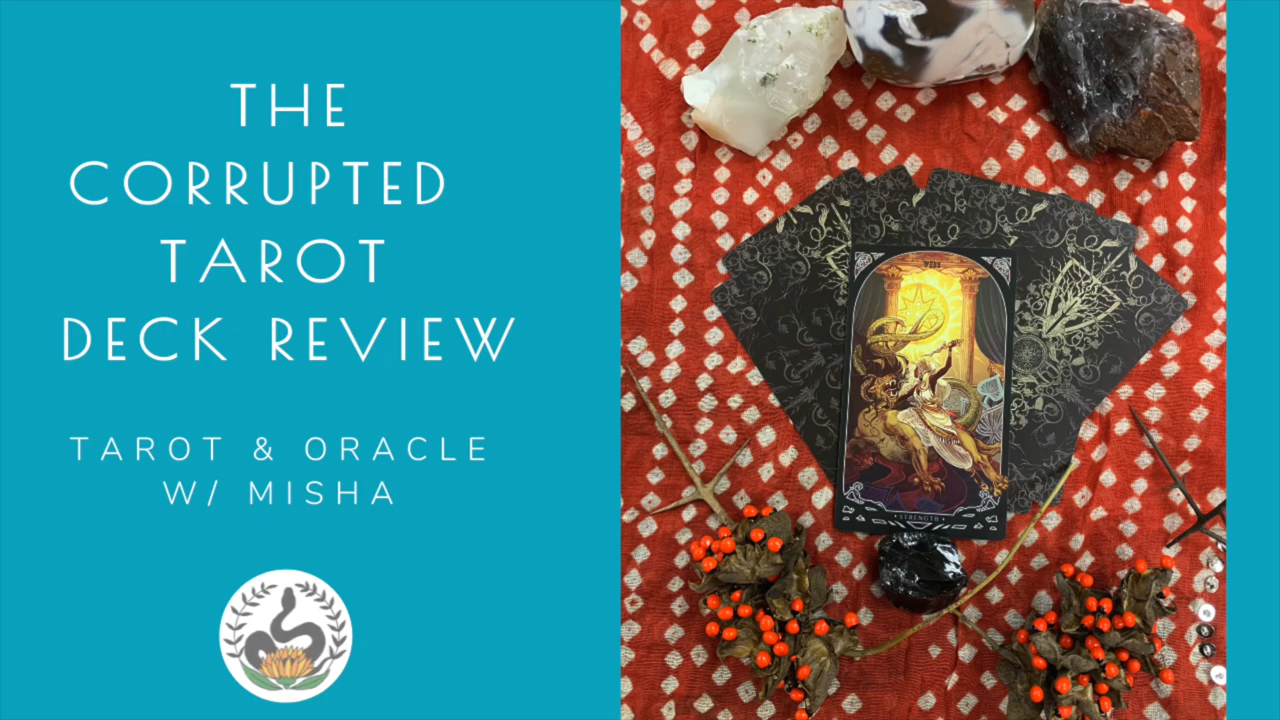 THE
CORRUPTED
TAROT
DECK REVIEW
TAROT & ORACLE
W/ MISHA
VIII
• STRENGTH •